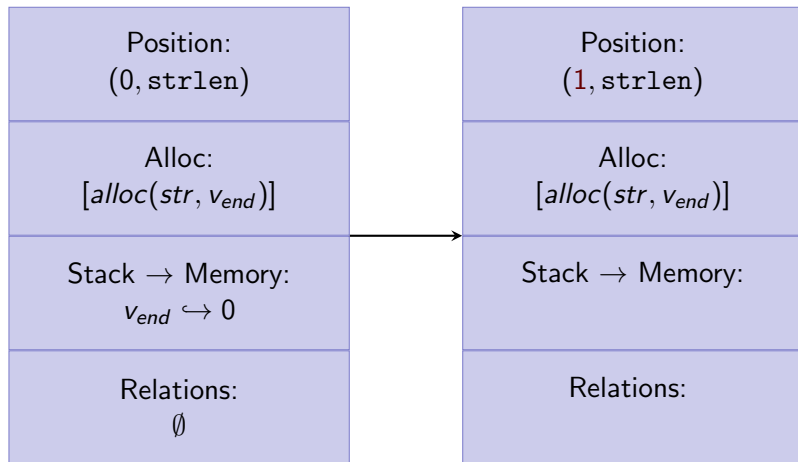 Position:
(0, strlen)
Alloc:
[alloc(str, v_end)]
Stack → Memory:
v_end ↪ 0
Relations:
∅
Position:
(1, strlen)
Alloc:
[alloc(str, v_end)]
Stack → Memory:
Relations: